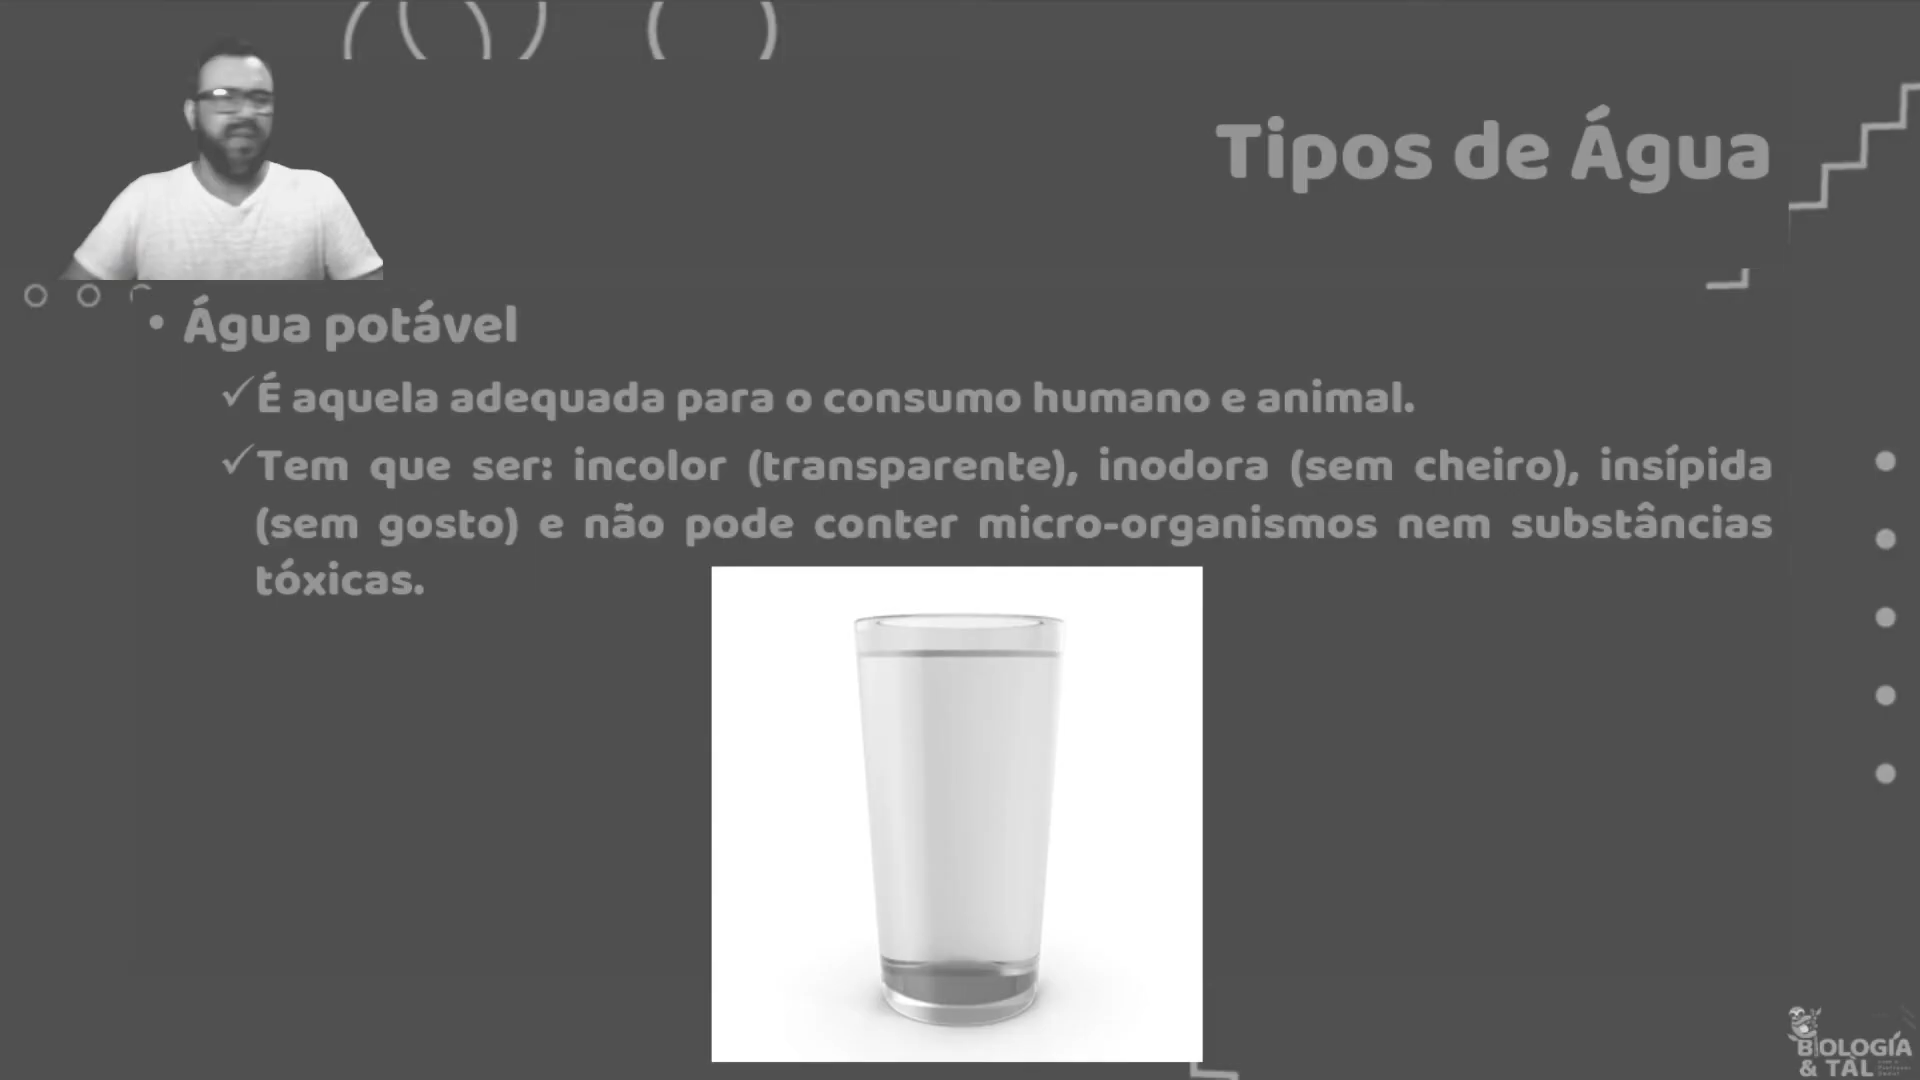 Tipos de Água
• Água potável
✓É aquela adequada para o consumo humano e animal.
✓Tem que ser: incolor (transparente), inodora (sem cheiro), insípida
(sem gosto) e não pode conter micro-organismos nem substâncias
tóxicas.
BIOLOGIA
& TAL